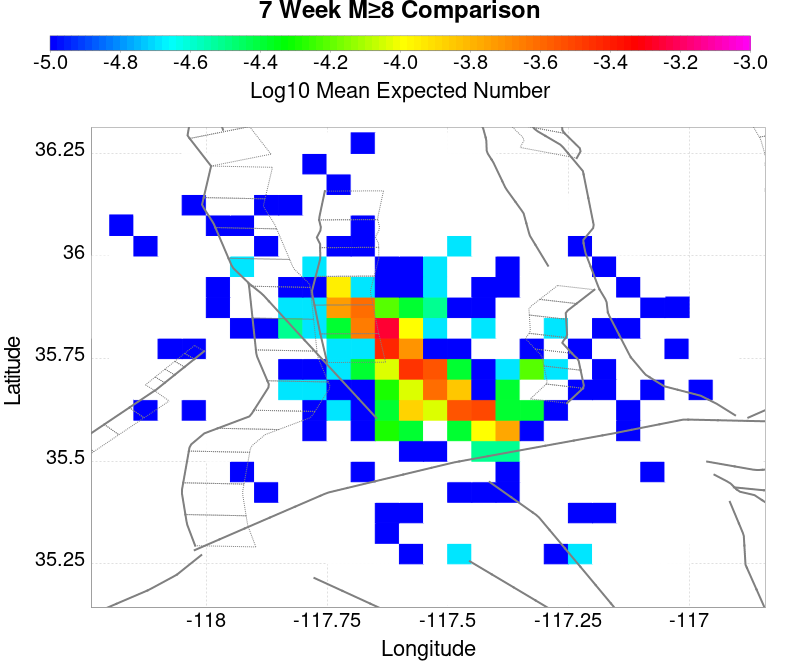 7 Week M≥8 Comparison
-5.0 -4.8 -4.6 -4.4 -4.2 -4.0 -3.8 -3.6 -3.4 -3.2 -3.0
Log10 Mean Expected Number
36.25
36
35.75
35.5
35.25
Latitude
-118 -117.75 -117.5 -117.25 -117
Longitude